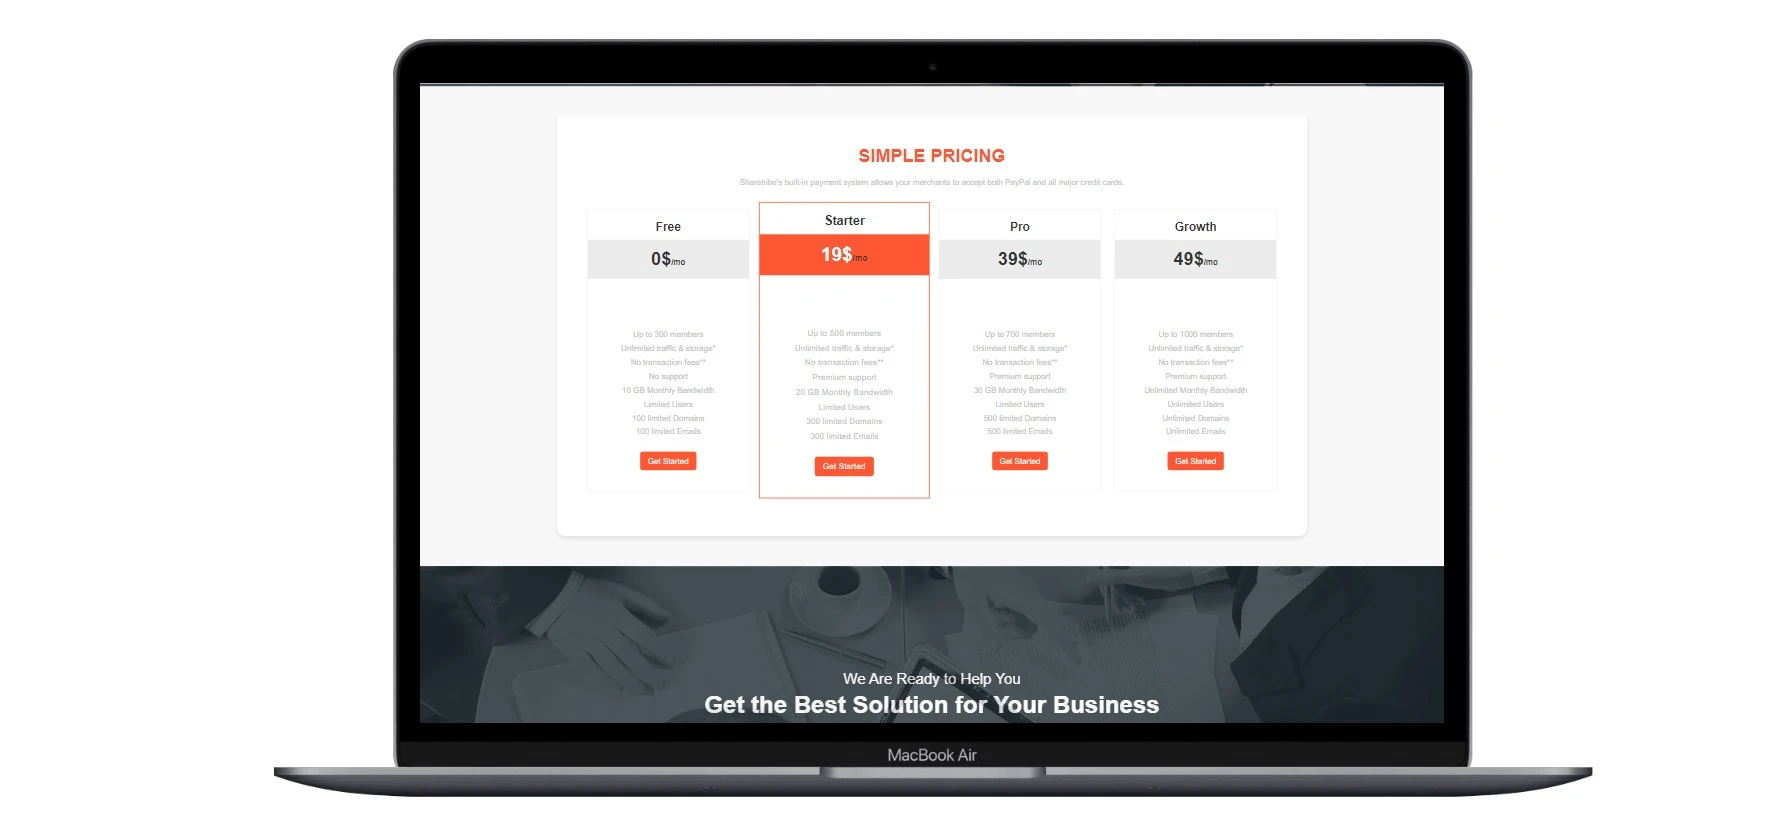 SIMPLE PRICING
Sharetribe's built-in payment system allows your merchants to accept both PayPal and all major credit cards.
Free
0$/mo
Up to 300 members
Unlimited traffic & storage*
No transaction fees**
No support
10 GB Monthly Bandwidth
Limited Users
100 limited Domains
100 limited Emails
Get Started
Starter
19$/mo
Up to 500 members
Unlimited traffic & storage*
No transaction fees**
Premium support
20 GB Monthly Bandwidth
Limited Users
300 limited Domains
300 limited Emails
Get Started
Pro
39$/mo
Up to 700 members
Unlimited traffic & storage*
No transaction fees**
Premium support
30 GB Monthly Bandwidth
Limited Users
500 limited Domains
500 limited Emails
Get Started
Growth
49$/mo
Up to 1000 members
Unlimited traffic & storage*
No transaction fees**
Premium support
Unlimited Monthly Bandwidth
Unlimited Users
Unlimited Domains
Unlimited Emails
Get Started
We Are Ready to Help You
Get the Best Solution for Your Business
MacBook Air